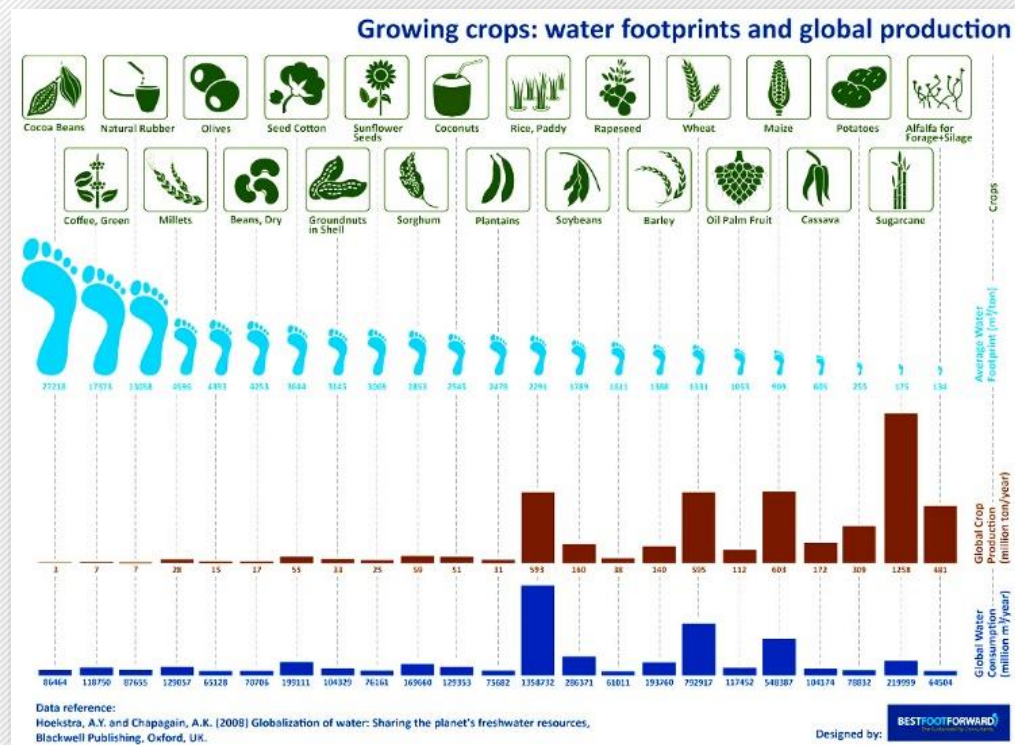 Growing crops: water footprints and global production
Cocoa Beans Natural Rubber Olives Seed Cotton Sunflower Coconuts Rice, Paddy Rapeseed Wheat Maize Potatoes Alfalfa for
Seeds Forage+Silage
Coffee, Green Millets Beans, Dry Groundnuts Sorghum Plantains Soybeans Barley Oil Palm Fruit Cassava Sugarcane
in Shell
Crops
27218 4596 4253 3644 3145 3069 2853 2545 2479 2291 1789 1611 1388 1331 909 605 255 175 134
Average Water
Footprint (m³/ton)
3 7 7 28 15 17 55 33 25 59 51 31 593 160 38 140 595 112 603 172 309 1258 481
Global Crop
Production
(million ton/year)
86464 118750 87655 129057 65128 70706 199111 104329 76161 169660 129353 75682 1358732 286371 61011 193760 792917 117452 548387 104174 78832 219959 64504
Global Water
Consumption
(million m³/year)
Data reference:
Hoekstra, A.Y. and Chapagain, A.K. (2008) Globalization of water: Sharing the planet's freshwater resources,
Blackwell Publishing, Oxford, UK.
Designed by:
BESTFOOTFORWARD